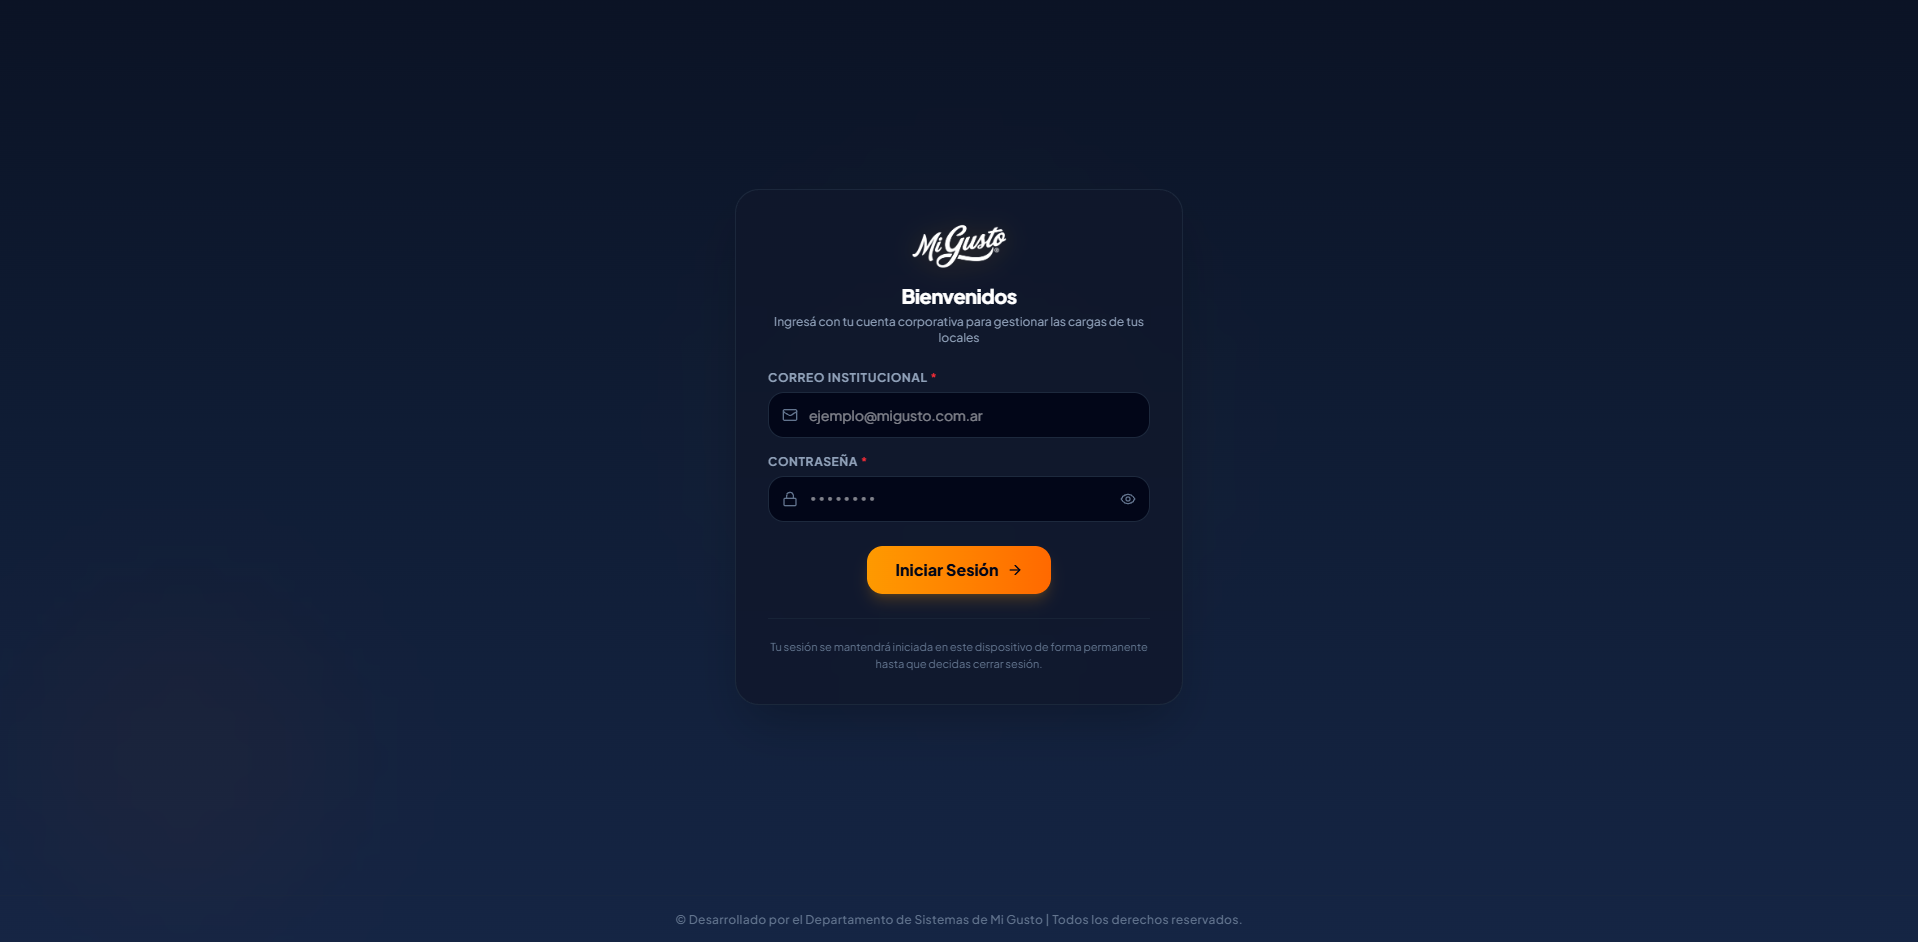 Mi Gusto®
Bienvenidos
Ingresá con tu cuenta corporativa para gestionar las cargas de tus
locales
CORREO INSTITUCIONAL *
ejemplo@migusto.com.ar
CONTRASEÑA *
••••••••
Iniciar Sesión →
Tu sesión se mantendrá iniciada en este dispositivo de forma permanente
hasta que decidas cerrar sesión.
© Desarrollado por el Departamento de Sistemas de Mi Gusto | Todos los derechos reservados.